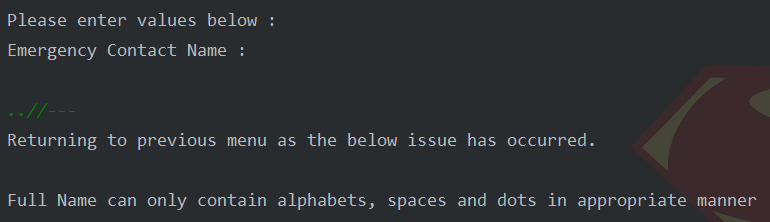 Please enter values below :
Emergency Contact Name :
..//---
Returning to previous menu as the below issue has occurred.
Full Name can only contain alphabets, spaces and dots in appropriate manner